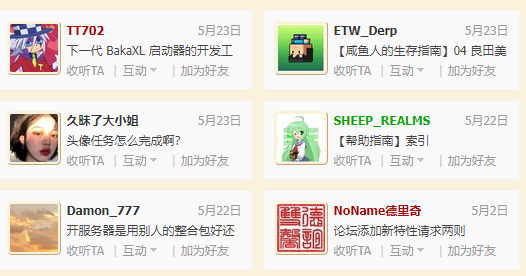 TT702 5月23日
下一代 BakaXL 启动器的开发工
收听TA | 互动 | 加为好友
ETW_Derp 5月23日
【咸鱼人的生存指南】04 良田美
收听TA | 互动 | 加为好友
久昧了大小姐 5月23日
头像任务怎么完成啊?
收听TA | 互动 | 加为好友
SHEEP_REALMS 5月22日
【帮助指南】索引
收听TA | 互动 | 加为好友
Damon_777 5月22日
开服务器是用别人的整合包好还
收听TA | 互动 | 加为好友
NoName德里奇 5月2日
论坛添加新特性请求两则
收听TA | 互动 | 加为好友